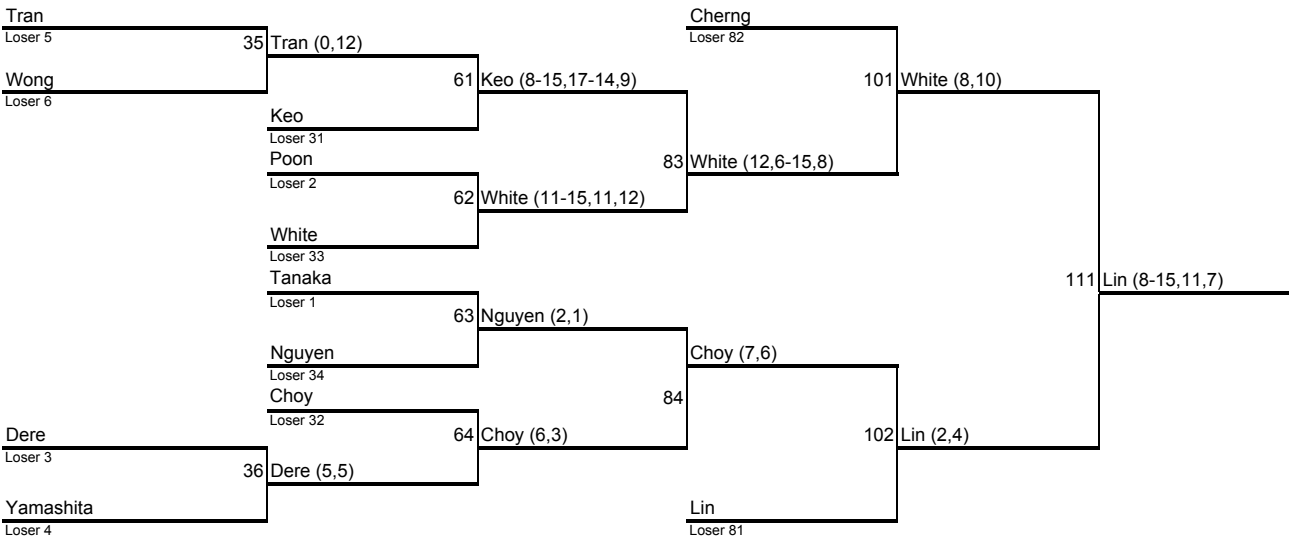 Tran
Loser 5
35 Tran (0,12)
Wong
Loser 6
61 Keo (8-15,17-14,9)
Keo
Loser 31
Poon
Loser 2
62 White (11-15,11,12)
White
Loser 33
83 White (12,6-15,8)
Cherng
Loser 82
101 White (8,10)
Tanaka
Loser 1
63 Nguyen (2,1)
Nguyen
Loser 34
Choy
Loser 32
64 Choy (6,3)
Dere
Loser 3
36 Dere (5,5)
Yamashita
Loser 4
Choy (7,6)
84
102 Lin (2,4)
Lin
Loser 81
111 Lin (8-15,11,7)